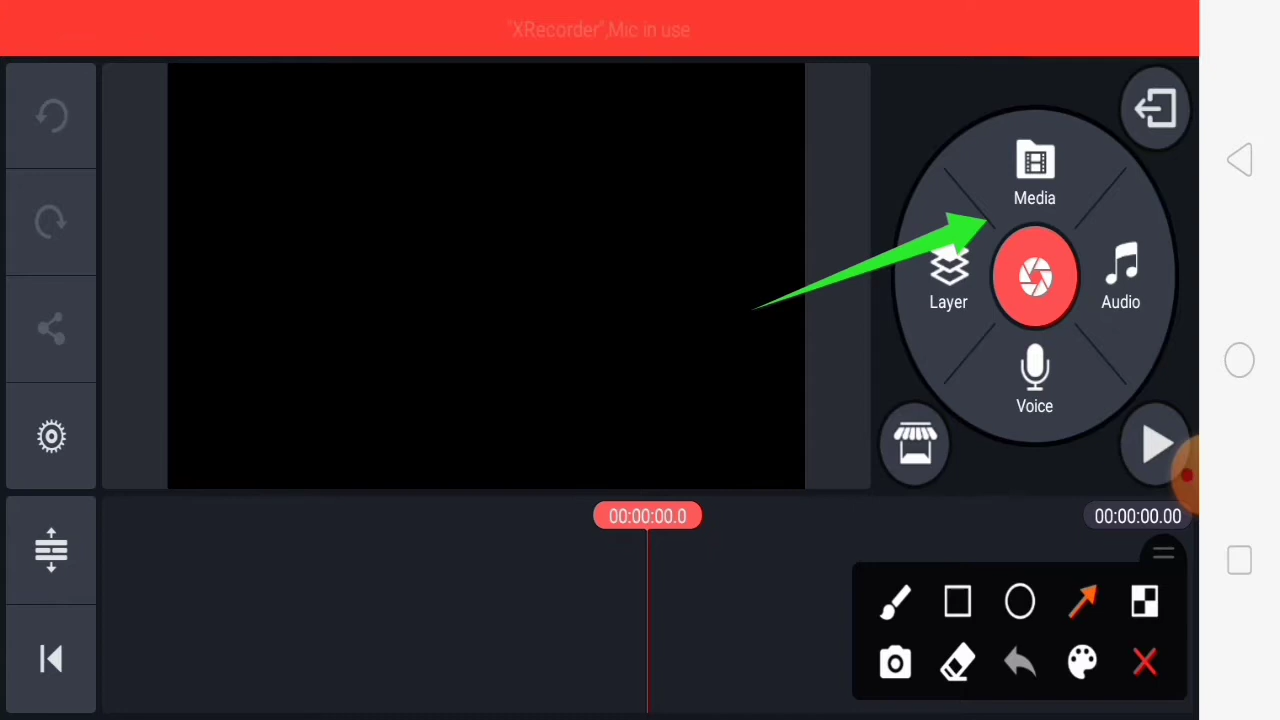 "XRecorder",Mic in use
Media
Layer
Audio
Voice
00:00:00.0
00:00:00.00